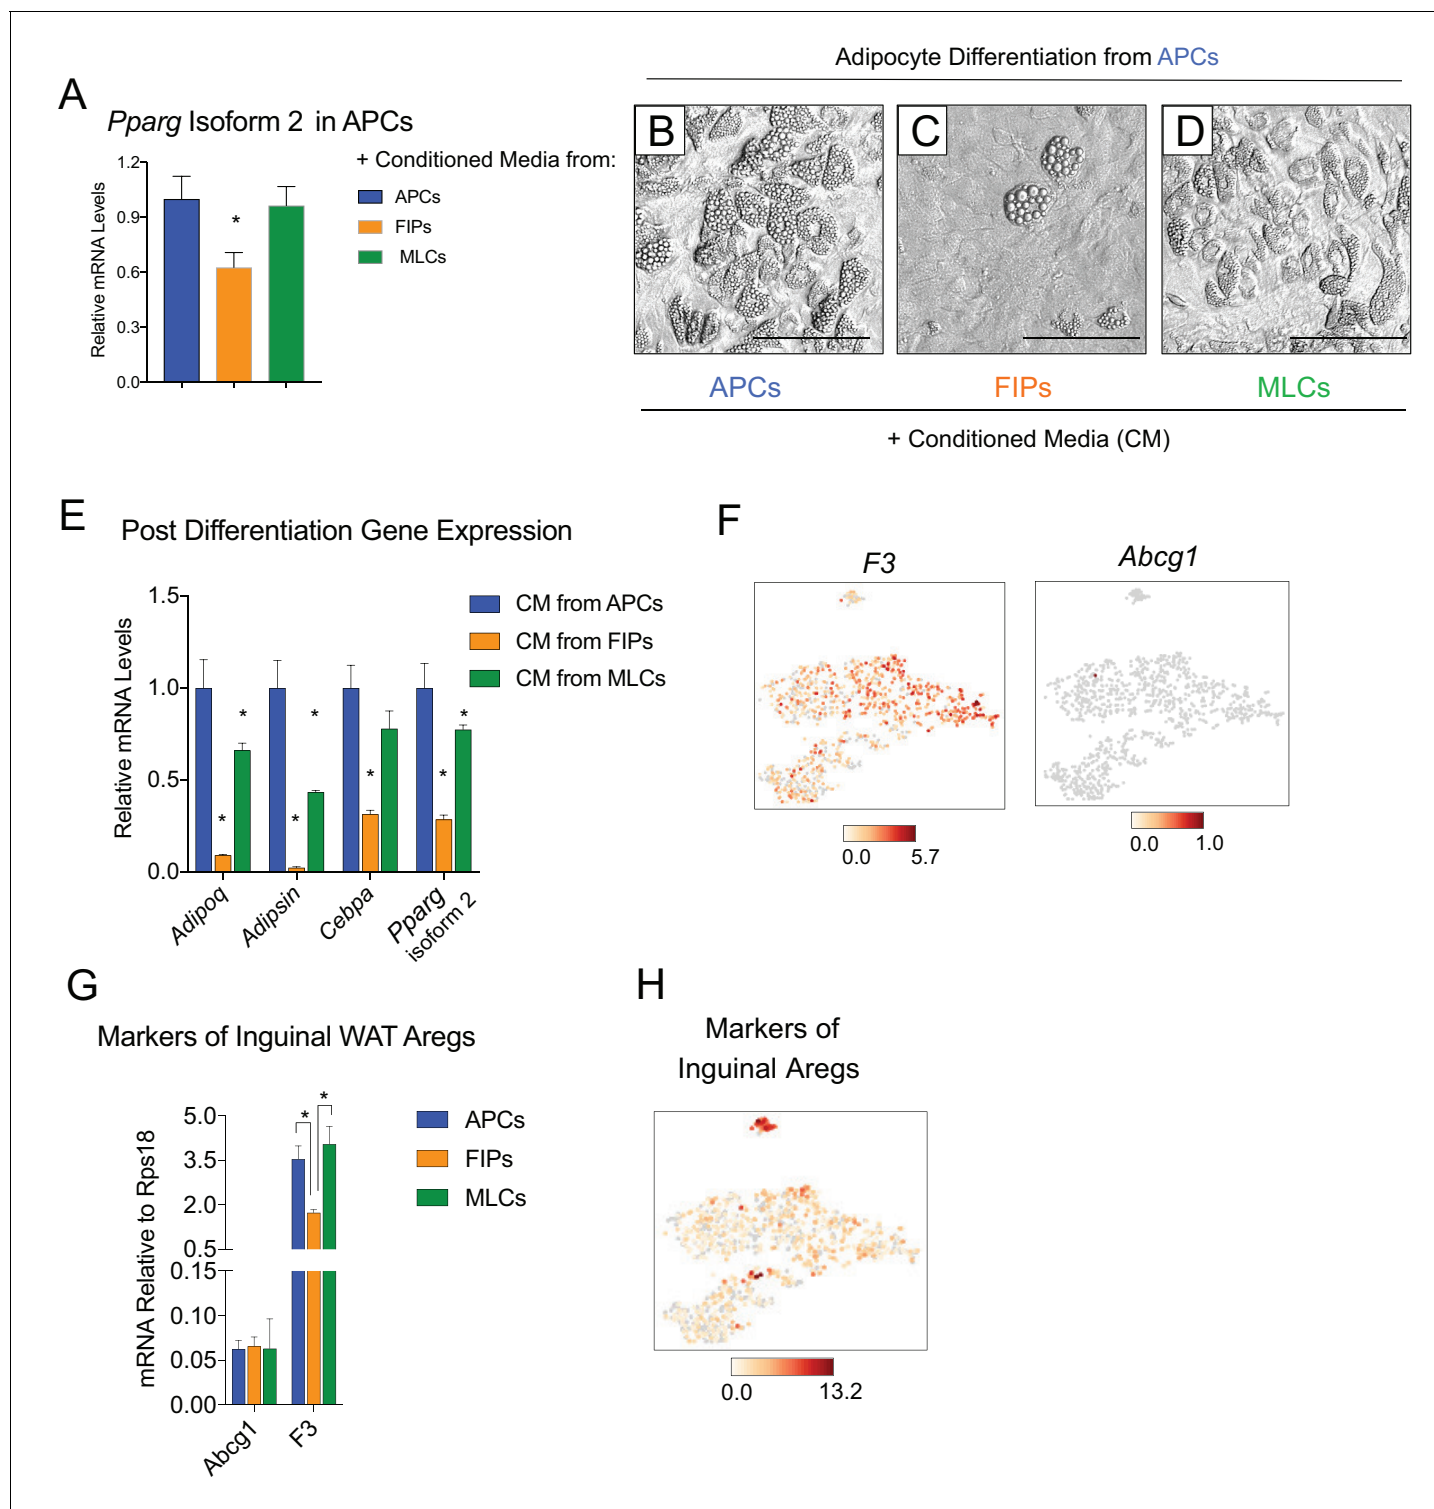 A
Pparg Isoform 2 in APCs
+ Conditioned Media from:
1.2
0.9
0.6
0.3
0.0
Relative mRNA Levels
*
APCs
FIPs
MLCs
Adipocyte Differentiation from APCs
B
C
D
APCs
FIPs
MLCs
+ Conditioned Media (CM)
E
Post Differentiation Gene Expression
1.5
1.0
0.5
0.0
Relative mRNA Levels
* * * * * * *
CM from APCs
CM from FIPs
CM from MLCs
Adipoq
Adipsin
Cebpa
Pparg
isoform 2
F
F3
Abcg1
0.0 5.7
0.0 1.0
G
Markers of Inguinal WAT Aregs
5.0
3.5
2.0
0.5
0.15
0.10
0.05
0.00
mRNA Relative to Rps18
* *
APCs
FIPs
MLCs
Abcg1
F3
H
Markers of
Inguinal Aregs
0.0 13.2